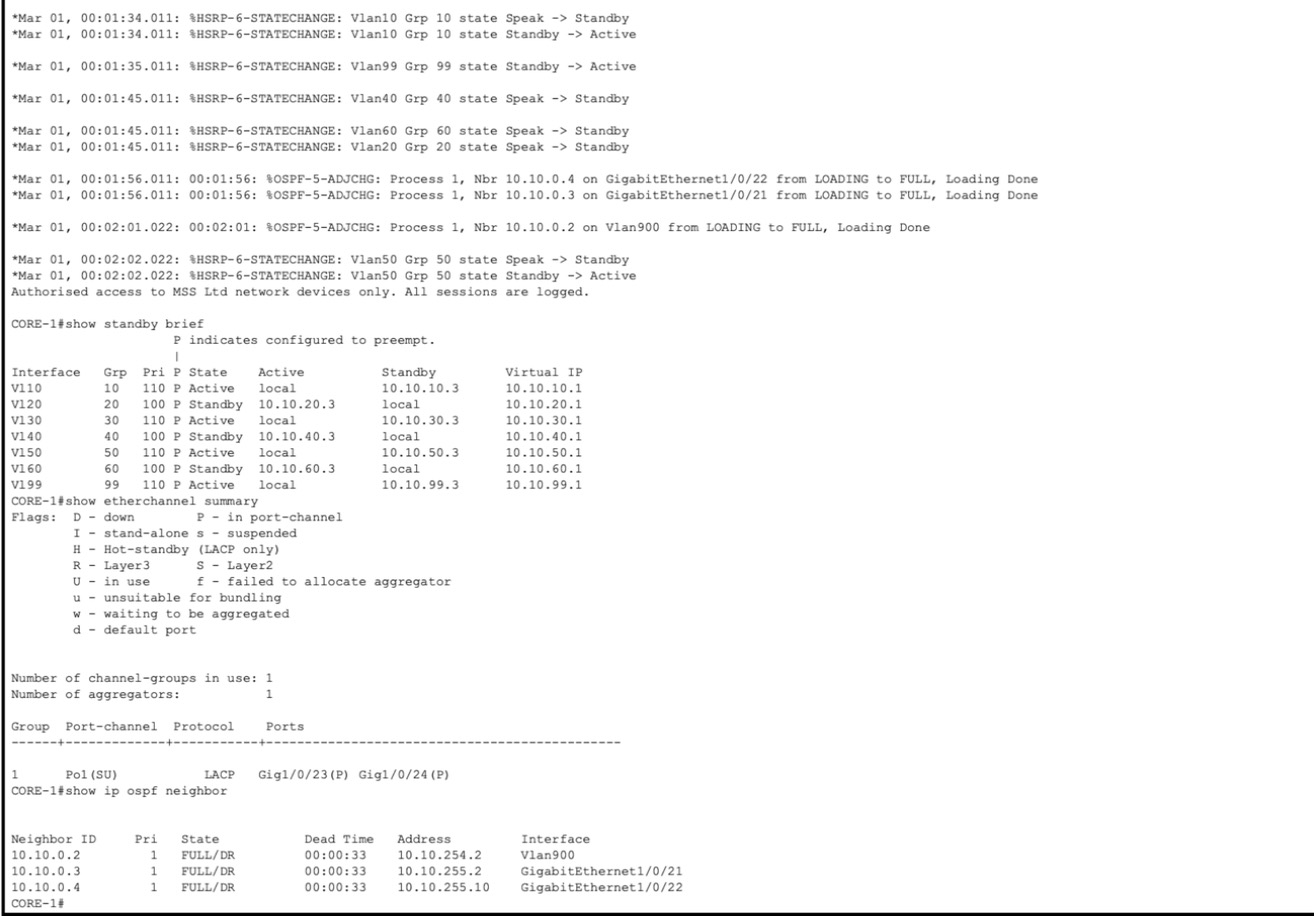 *Mar 01, 00:01:34.011: %HSRP-6-STATECHANGE: Vlan10 Grp 10 state Speak -> Standby
*Mar 01, 00:01:34.011: %HSRP-6-STATECHANGE: Vlan10 Grp 10 state Standby -> Active
*Mar 01, 00:01:35.011: %HSRP-6-STATECHANGE: Vlan99 Grp 99 state Standby -> Active
*Mar 01, 00:01:45.011: %HSRP-6-STATECHANGE: Vlan40 Grp 40 state Speak -> Standby
*Mar 01, 00:01:45.011: %HSRP-6-STATECHANGE: Vlan60 Grp 60 state Speak -> Standby
*Mar 01, 00:01:45.011: %HSRP-6-STATECHANGE: Vlan20 Grp 20 state Speak -> Standby
*Mar 01, 00:01:56.011: 00:01:56: %OSPF-5-ADJCHG: Process 1, Nbr 10.10.0.4 on GigabitEthernet1/0/22 from LOADING to FULL, Loading Done
*Mar 01, 00:01:56.011: 00:01:56: %OSPF-5-ADJCHG: Process 1, Nbr 10.10.0.3 on GigabitEthernet1/0/21 from LOADING to FULL, Loading Done
*Mar 01, 00:02:01.022: 00:02:01: %OSPF-5-ADJCHG: Process 1, Nbr 10.10.0.2 on Vlan900 from LOADING to FULL, Loading Done
*Mar 01, 00:02:02.022: %HSRP-6-STATECHANGE: Vlan50 Grp 50 state Speak -> Standby
*Mar 01, 00:02:02.022: %HSRP-6-STATECHANGE: Vlan50 Grp 50 state Standby -> Active
Authorised access to MSS Ltd network devices only. All sessions are logged.
CORE-1#show standby brief
                     P indicates configured to preempt.
                     |
Interface   Grp  Pri P State    Active          Standby         Virtual IP
Vl10        10   110 P Active   local           10.10.10.3      10.10.10.1
Vl20        20   100 P Standby  10.10.20.3      local           10.10.20.1
Vl30        30   110 P Active   local           10.10.30.3      10.10.30.1
Vl40        40   100 P Standby  10.10.40.3      local           10.10.40.1
Vl50        50   110 P Active   local           10.10.50.3      10.10.50.1
Vl60        60   100 P Standby  10.10.60.3      local           10.10.60.1
Vl99        99   110 P Active   local           10.10.99.3      10.10.99.1
CORE-1#show etherchannel summary
Flags:  D - down        P - in port-channel
        I - stand-alone s - suspended
        H - Hot-standby (LACP only)
        R - Layer3      S - Layer2
        U - in use      f - failed to allocate aggregator
        u - unsuitable for bundling
        w - waiting to be aggregated
        d - default port
Number of channel-groups in use: 1
Number of aggregators:           1
Group  Port-channel  Protocol    Ports
------+-------------+-----------+----------------------------------------------
1      Po1(SU)           LACP   Gig1/0/23(P) Gig1/0/24(P)
CORE-1#show ip ospf neighbor
Neighbor ID     Pri   State           Dead Time   Address         Interface
10.10.0.2         1   FULL/DR         00:00:33    10.10.254.2     Vlan900
10.10.0.3         1   FULL/DR         00:00:33    10.10.255.2     GigabitEthernet1/0/21
10.10.0.4         1   FULL/DR         00:00:33    10.10.255.10    GigabitEthernet1/0/22
CORE-1#